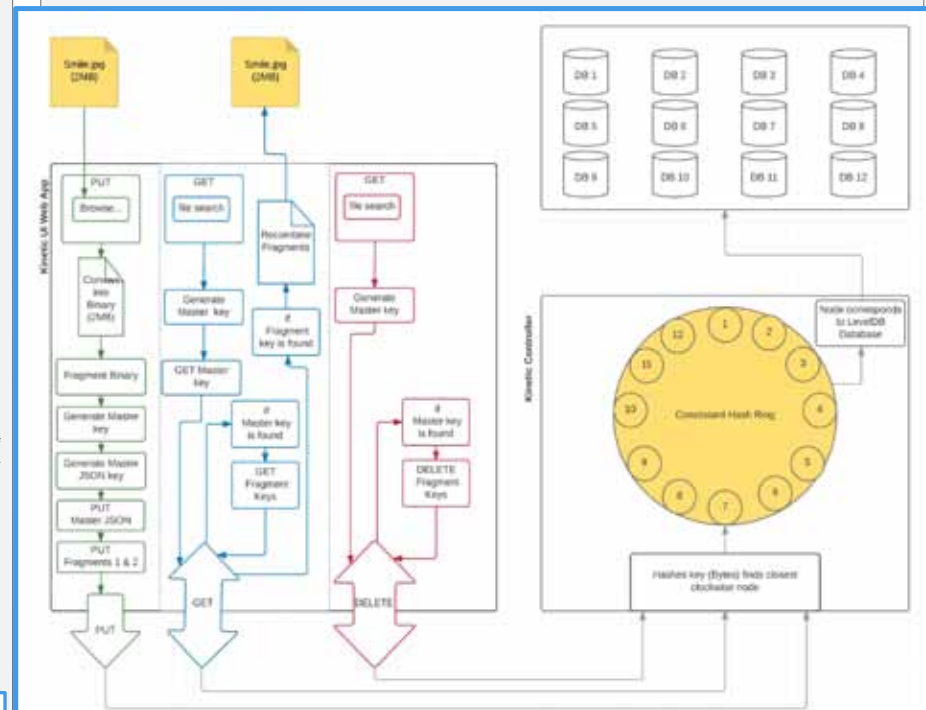 Smile.jpg
(2MB)
Smile.jpg
(2MB)
Kinetic UI Web App
PUT
Browse...
Convert
into
Binary
(2MB)
Fragment Binary
Generate Master
key
Generate Master
JSON key
PUT
Master JSON
PUT
Fragments 1 & 2
PUT
GET
file search
Generate
Master key
GET Master
key
Recombine
Fragments
if
Fragment
key is found
if
Master key
is found
GET
Fragment
Keys
GET
GET
file search
Generate
Master key
if
Master key
is found
DELETE
Fragment
Keys
DELETE
DB 1
DB 2
DB 3
DB 4
DB 5
DB 6
DB 7
DB 8
DB 9
DB 10
DB 11
DB 12
Kinetic Controller
Node corresponds
to LevelDB
Database
1
2
3
4
5
6
7
8
9
10
11
12
Consistant Hash Ring
Hashes key (Bytes) finds closest
clockwise node